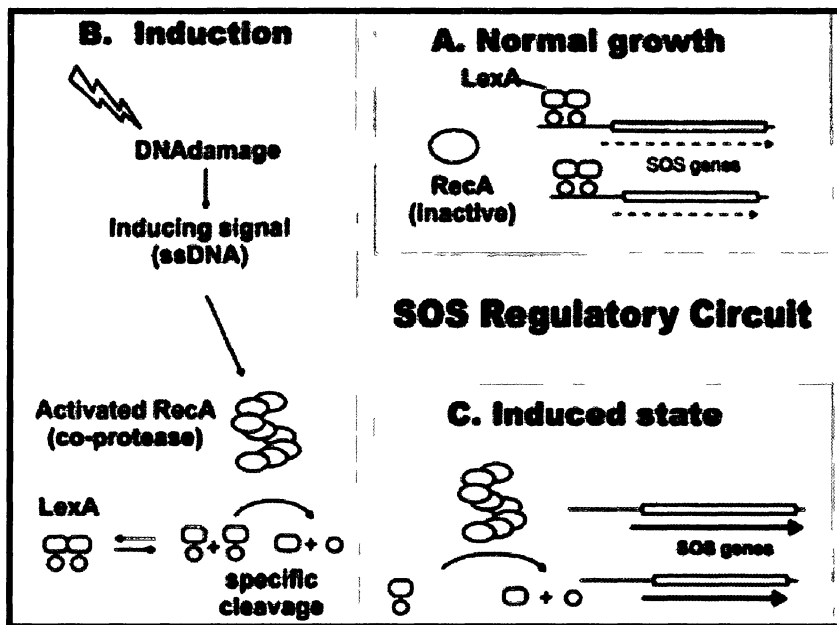 B. Induction
DNAdamage
Inducing signal
(ssDNA)
Activated RecA
(co-protease)
LexA
+
+
specific
cleavage
A. Normal growth
LexA
SOS genes
RecA
(inactive)
SOS Regulatory Circuit
C. Induced state
SOS genes
+